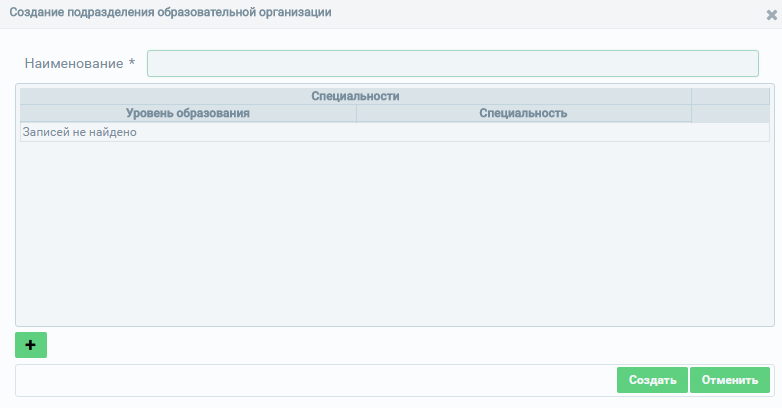 Создание подразделения образовательной организации
Наименование *
Специальности
Уровень образования Специальность
Записей не найдено
Создать Отменить